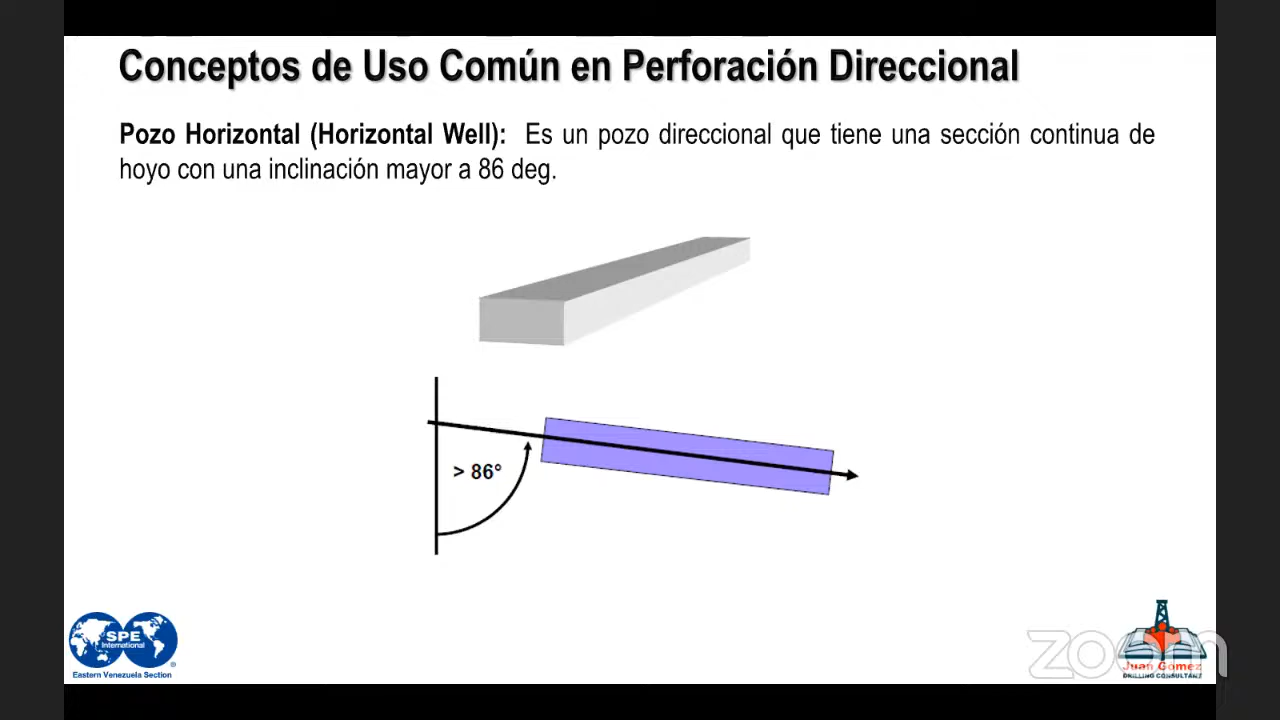 Conceptos de Uso Común en Perforación Direccional
Pozo Horizontal (Horizontal Well): Es un pozo direccional que tiene una sección continua de
hoyo con una inclinación mayor a 86 deg.
> 86°
SPE
International
Eastern Venezuela Section
zoom
Juan Gomez
DRILLING CONSULTANT